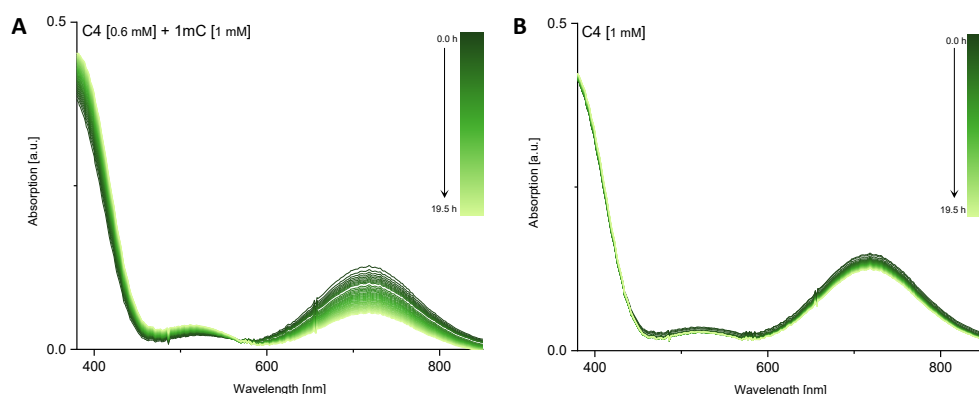 A
C4 [0.6 mM] + 1mC [1 mM]
0.5
0.0
Absorption [a.u.]
0.0 h
19.5 h
400
600
800
Wavelength [nm]
B
C4 [1 mM]
0.5
0.0
Absorption [a.u.]
0.0 h
19.5 h
400
600
800
Wavelength [nm]